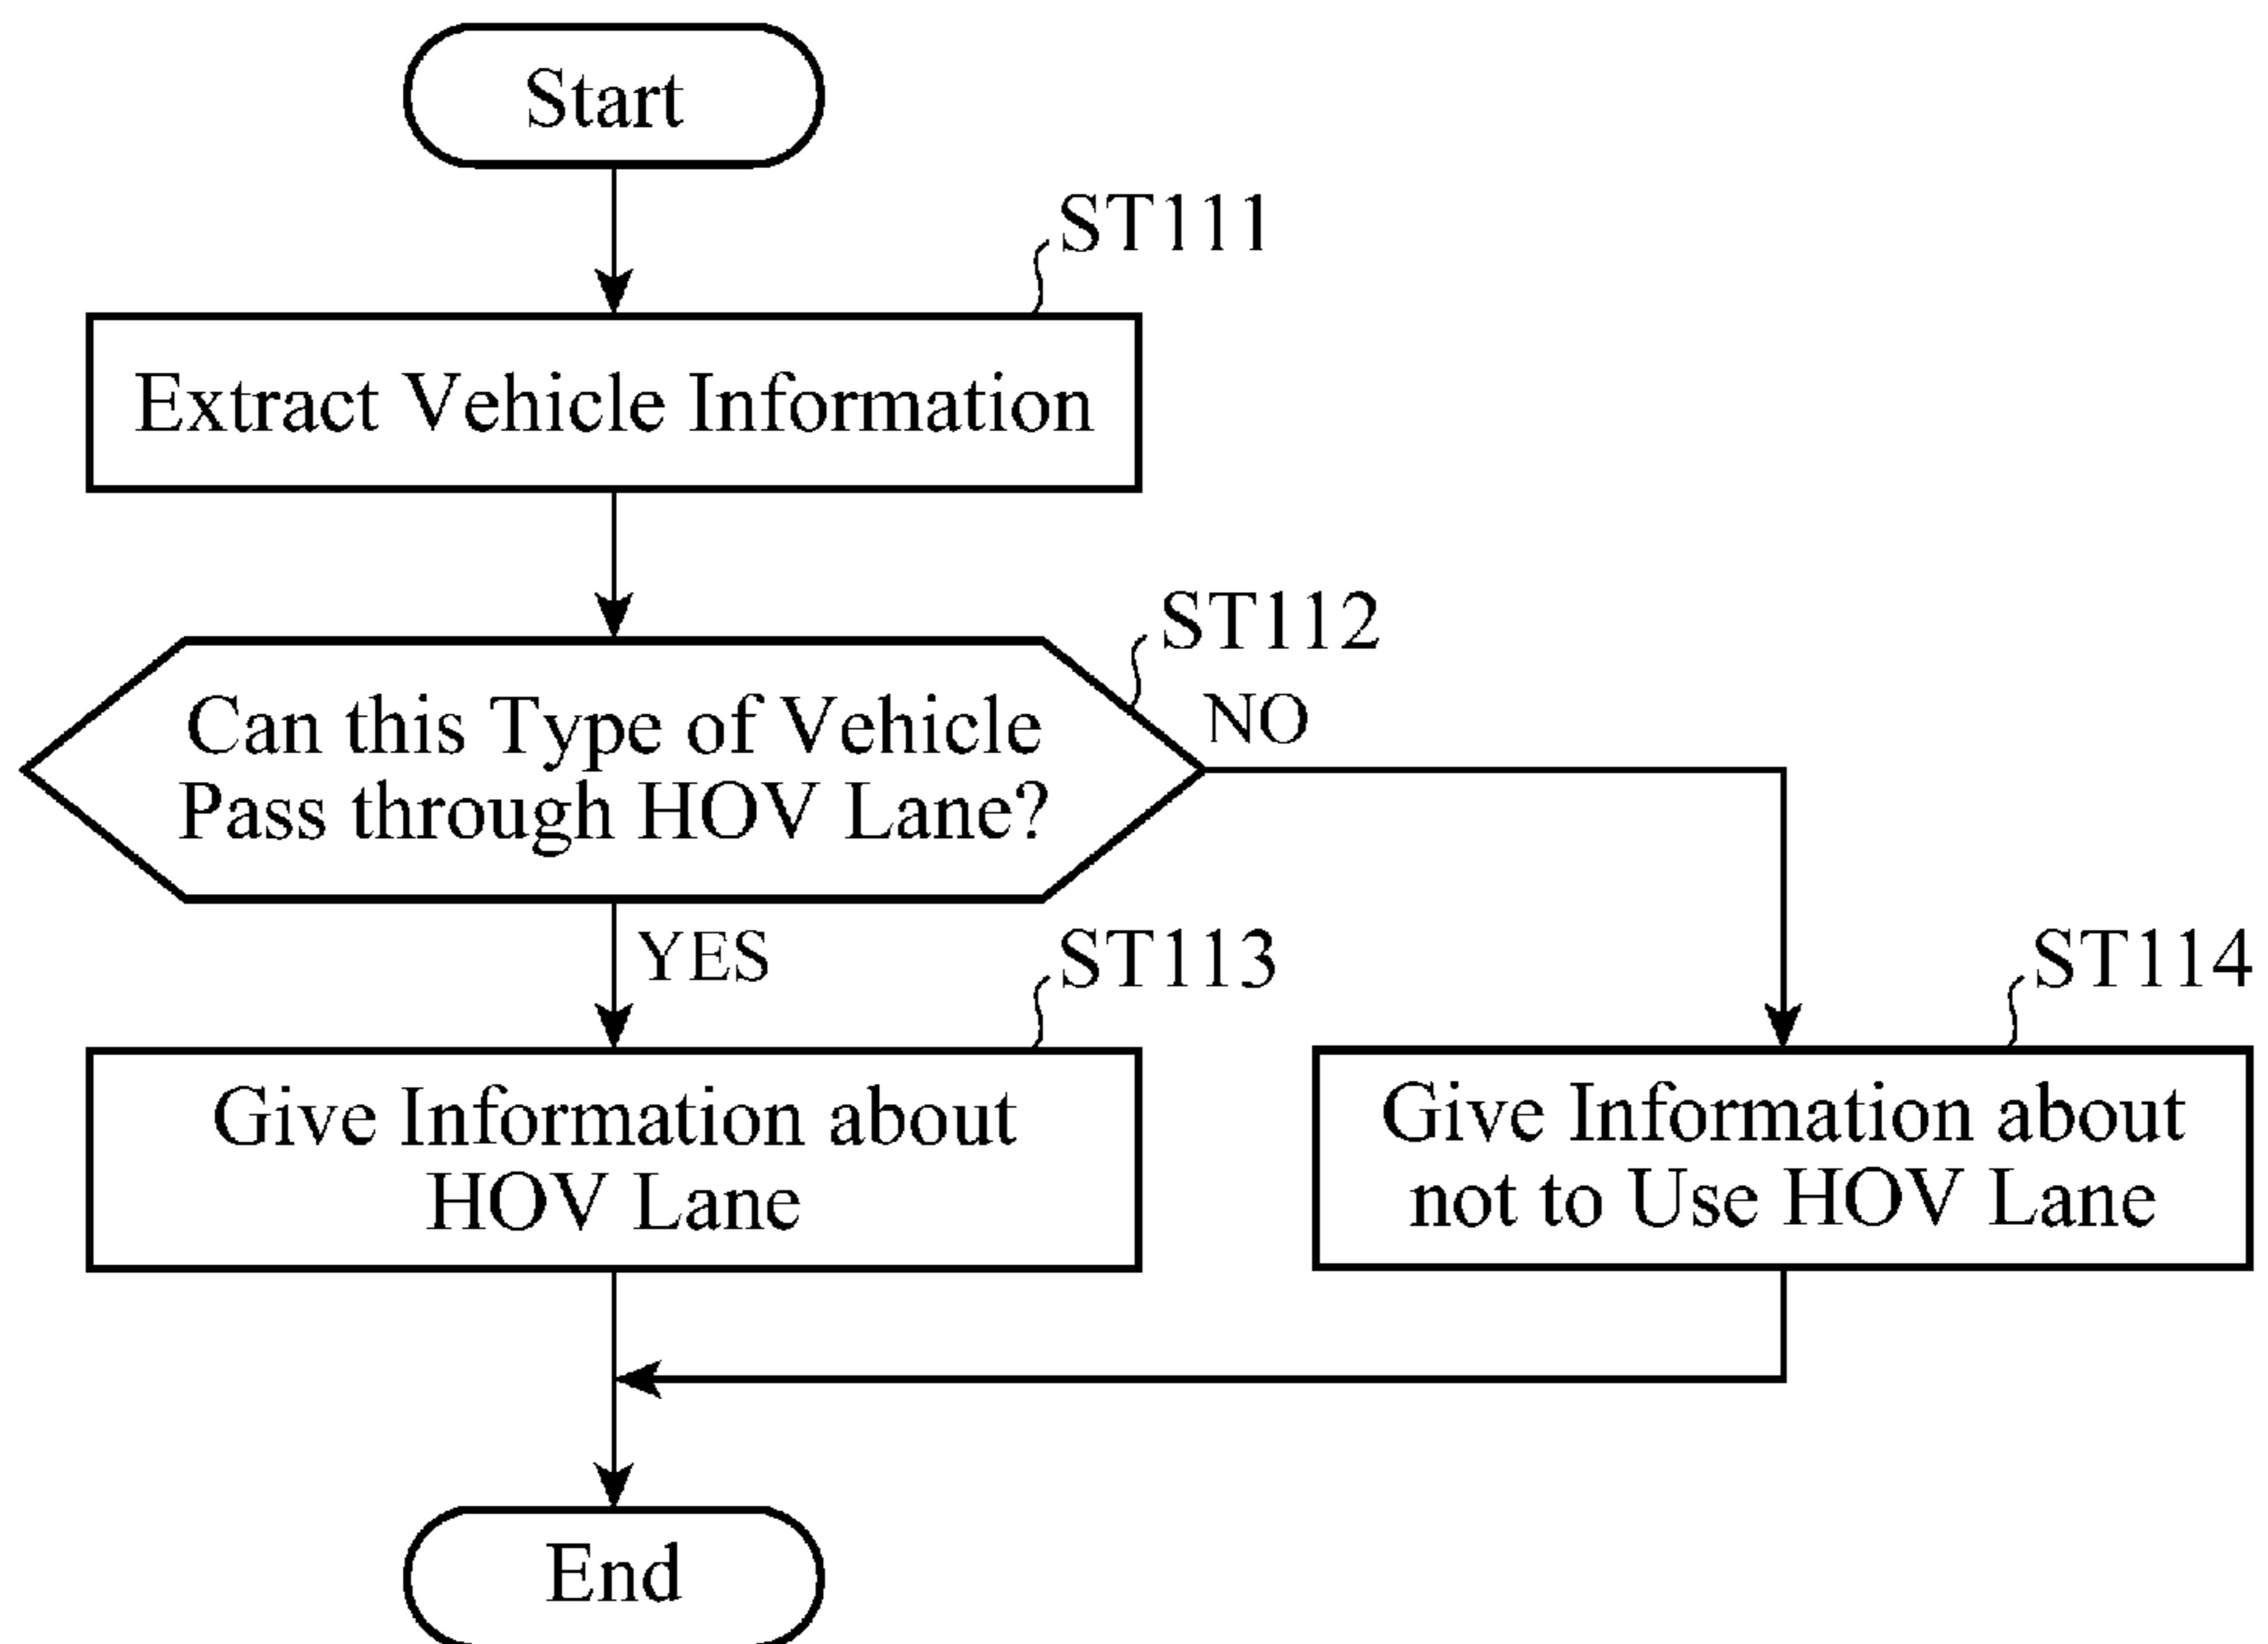 Start
ST111
Extract Vehicle Information
ST112
Can this Type of Vehicle
Pass through HOV Lane?
NO
YES
ST113
Give Information about
HOV Lane
ST114
Give Information about
not to Use HOV Lane
End